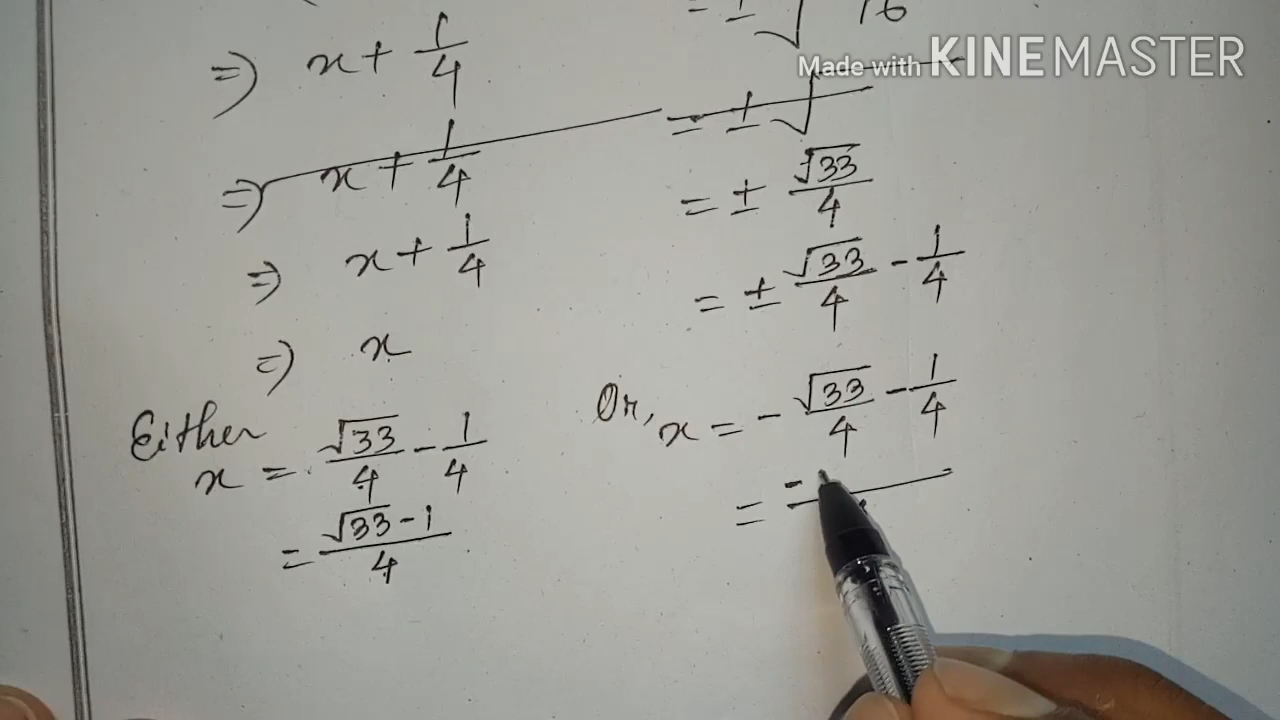 = ± √ 16
⇒ x + 1/4
Made with KINEMASTER
= ± √
⇒ x + 1/4 = ± √33/4
⇒ x + 1/4 = ± √33/4 - 1/4
⇒ x
Either x = √33/4 - 1/4
Or, x = - √33/4 - 1/4
= √33 - 1/4
= -